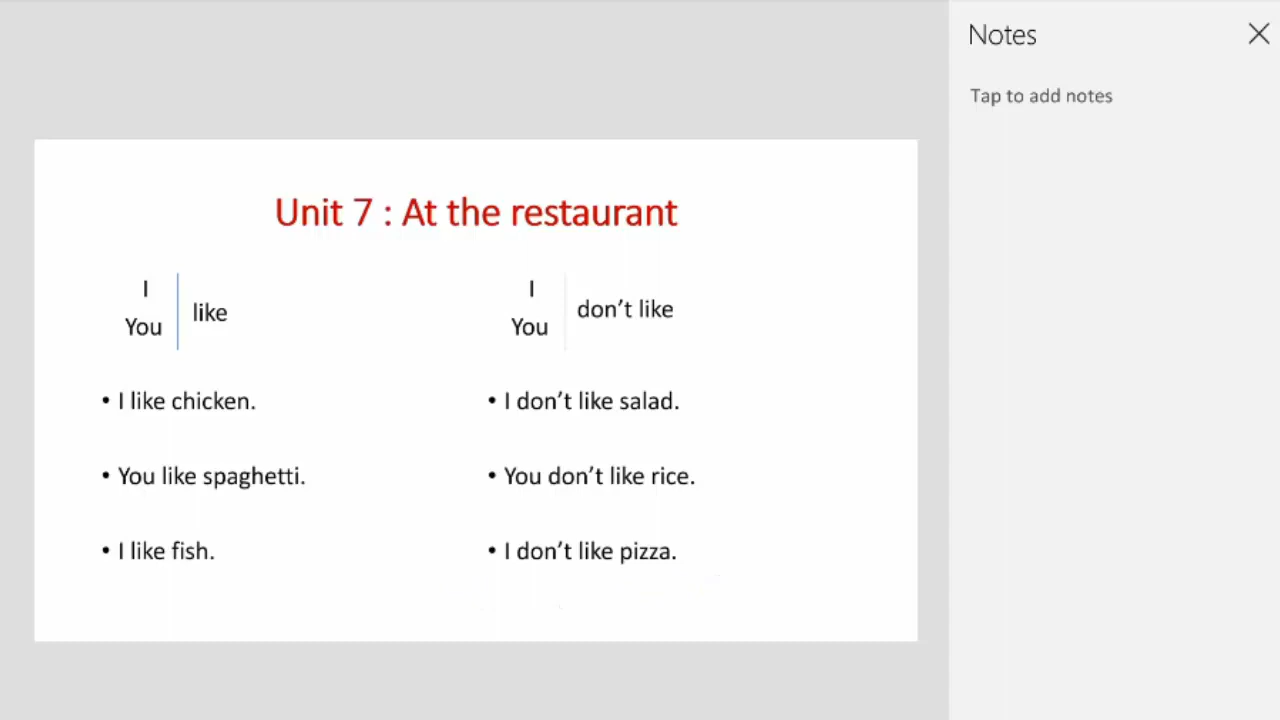 Notes
Tap to add notes
Unit 7 : At the restaurant
I
You
like
I
You
don't like
• I like chicken.
• You like spaghetti.
• I like fish.
• I don't like salad.
• You don't like rice.
• I don't like pizza.